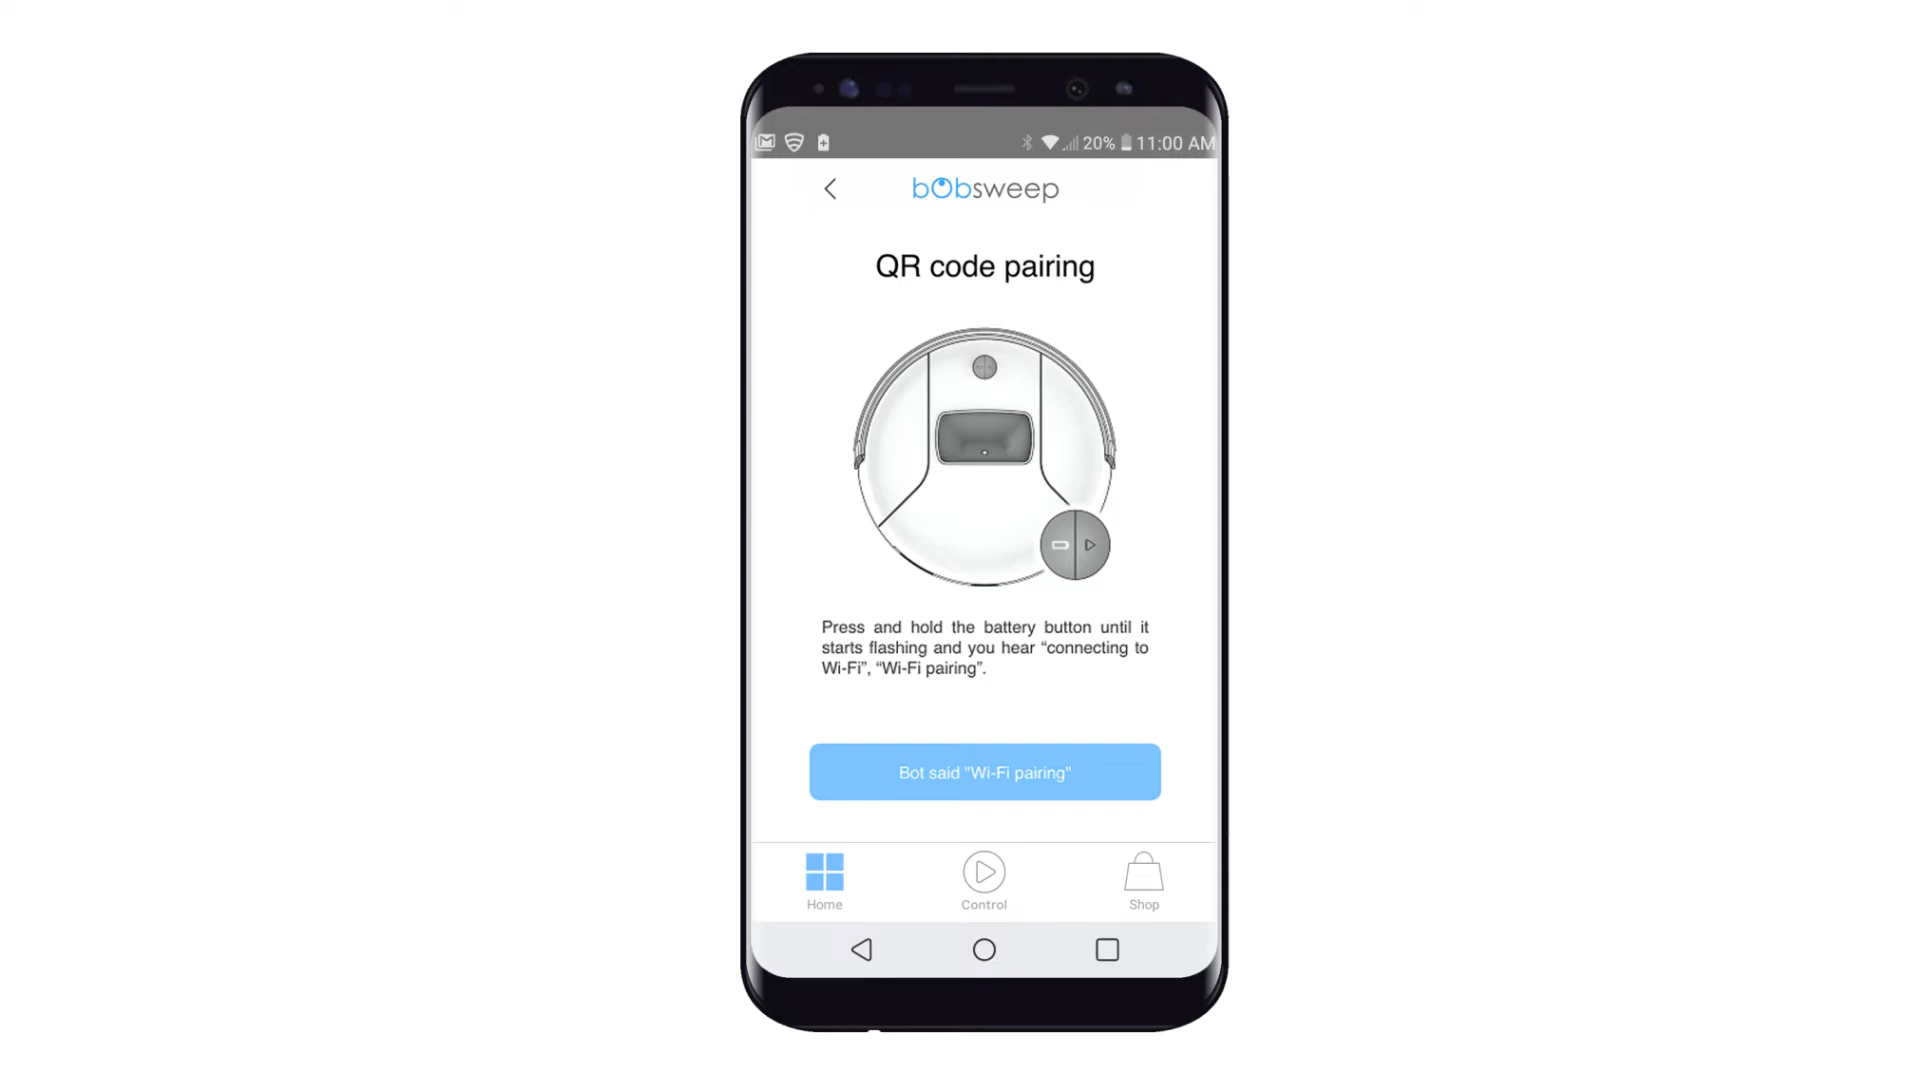 20% 11:00 AM
bobsweep
QR code pairing
Press and hold the battery button until it
starts flashing and you hear “connecting to
Wi-Fi”, “Wi-Fi pairing”.
Bot said "Wi-Fi pairing"
Home Control Shop